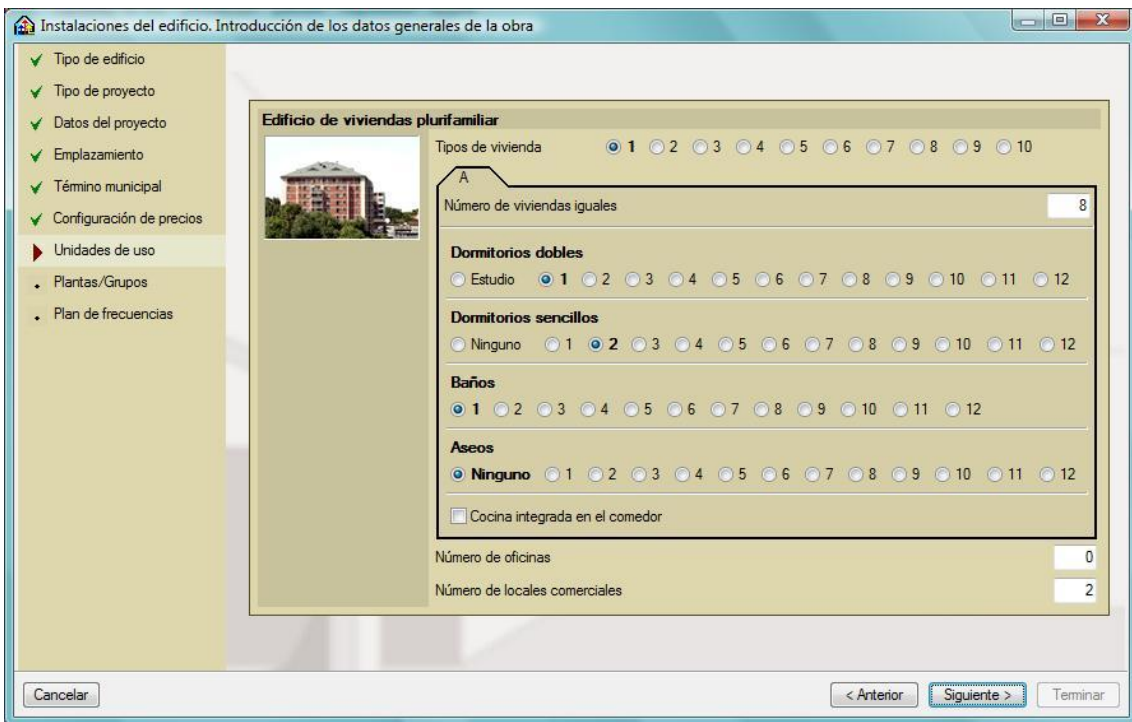 Instalaciones del edificio. Introducción de los datos generales de la obra
Tipo de edificio
Tipo de proyecto
Datos del proyecto
Emplazamiento
Término municipal
Configuración de precios
Unidades de uso
Plantas/Grupos
Plan de frecuencias
Edificio de viviendas plurifamiliar
Tipos de vivienda 1 2 3 4 5 6 7 8 9 10
A
Número de viviendas iguales 8
Dormitorios dobles
Estudio 1 2 3 4 5 6 7 8 9 10 11 12
Dormitorios sencillos
Ninguno 1 2 3 4 5 6 7 8 9 10 11 12
Baños
1 2 3 4 5 6 7 8 9 10 11 12
Aseos
Ninguno 1 2 3 4 5 6 7 8 9 10 11 12
Cocina integrada en el comedor
Número de oficinas 0
Número de locales comerciales 2
Cancelar < Anterior Siguiente > Terminar